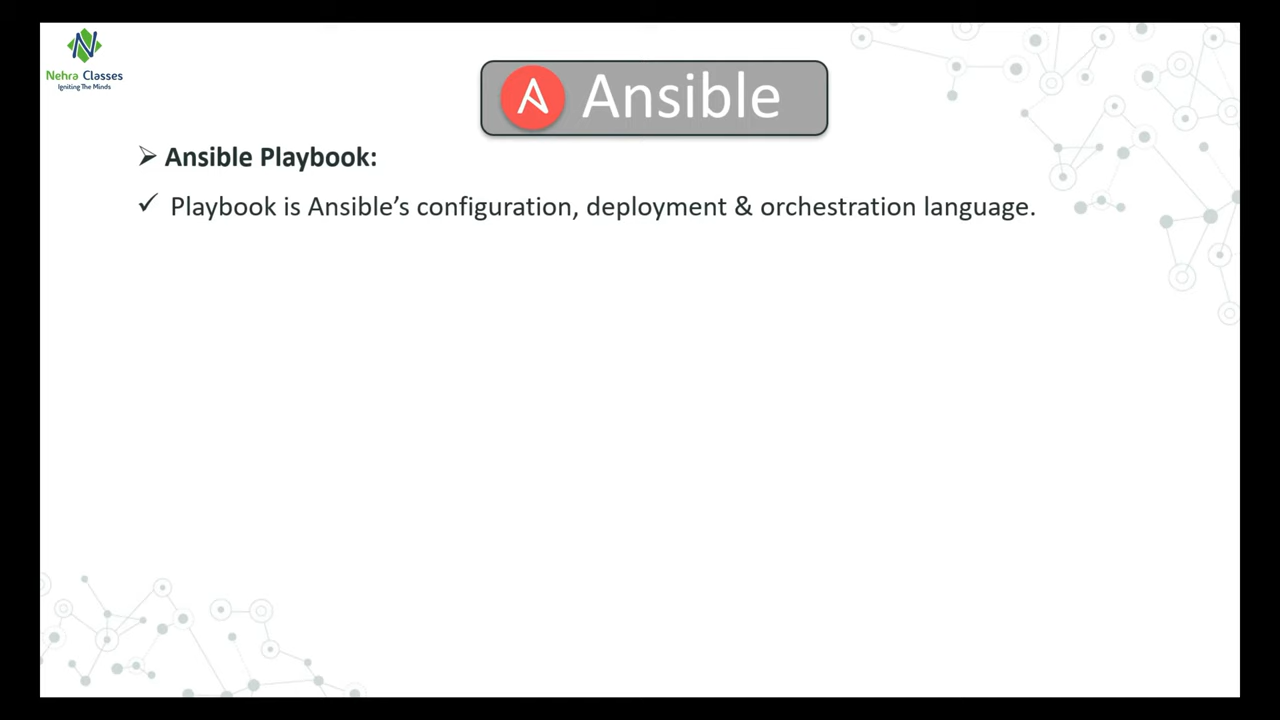 Nehra Classes
Igniting The Minds
Ansible
Ansible Playbook:
Playbook is Ansible’s configuration, deployment & orchestration language.